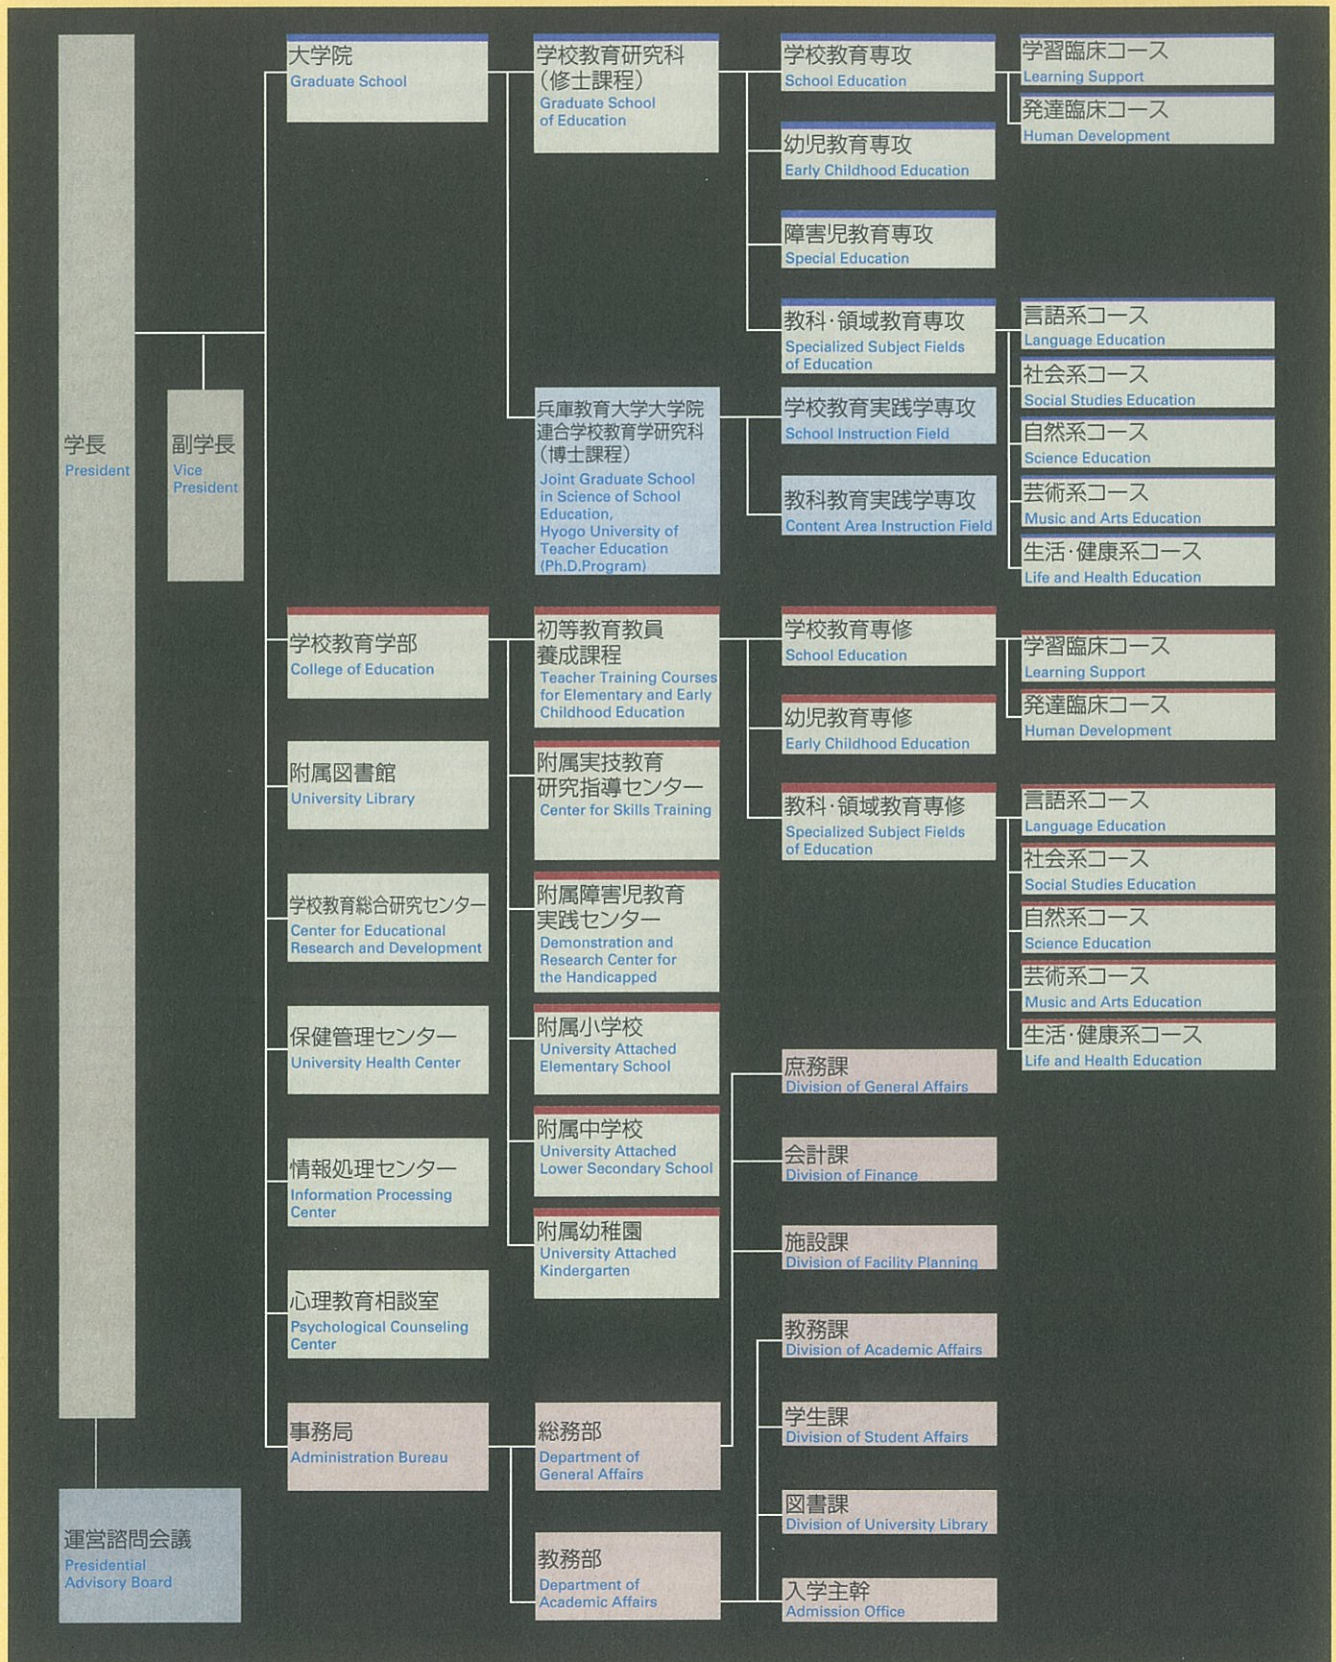 学長
President
副学長
Vice
President
運営諮問会議
Presidential
Advisory Board
大学院
Graduate School
学校教育研究科
（修士課程）
Graduate School
of Education
学校教育専攻
School Education
学習臨床コース
Learning Support
発達臨床コース
Human Development
幼児教育専攻
Early Childhood Education
障害児教育専攻
Special Education
教科・領域教育専攻
Specialized Subject Fields
of Education
言語系コース
Language Education
社会系コース
Social Studies Education
自然系コース
Science Education
芸術系コース
Music and Arts Education
生活・健康系コース
Life and Health Education
兵庫教育大学大学院
連合学校教育学研究科
（博士課程）
Joint Graduate School
in Science of School
Education,
Hyogo University of
Teacher Education
(Ph.D.Program)
学校教育実践学専攻
School Instruction Field
教科教育実践学専攻
Content Area Instruction Field
学校教育学部
College of Education
初等教育教員
養成課程
Teacher Training Courses
for Elementary and Early
Childhood Education
学校教育専修
School Education
学習臨床コース
Learning Support
発達臨床コース
Human Development
幼児教育専修
Early Childhood Education
教科・領域教育専修
Specialized Subject Fields
of Education
言語系コース
Language Education
社会系コース
Social Studies Education
自然系コース
Science Education
芸術系コース
Music and Arts Education
生活・健康系コース
Life and Health Education
附属実技教育
研究指導センター
Center for Skills Training
附属障害児教育
実践センター
Demonstration and
Research Center for
the Handicapped
附属小学校
University Attached
Elementary School
附属中学校
University Attached
Lower Secondary School
附属幼稚園
University Attached
Kindergarten
附属図書館
University Library
学校教育総合研究センター
Center for Educational
Research and Development
保健管理センター
University Health Center
情報処理センター
Information Processing
Center
心理教育相談室
Psychological Counseling
Center
事務局
Administration Bureau
総務部
Department of
General Affairs
庶務課
Division of General Affairs
会計課
Division of Finance
施設課
Division of Facility Planning
教務部
Department of
Academic Affairs
教務課
Division of Academic Affairs
学生課
Division of Student Affairs
図書課
Division of University Library
入学主幹
Admission Office